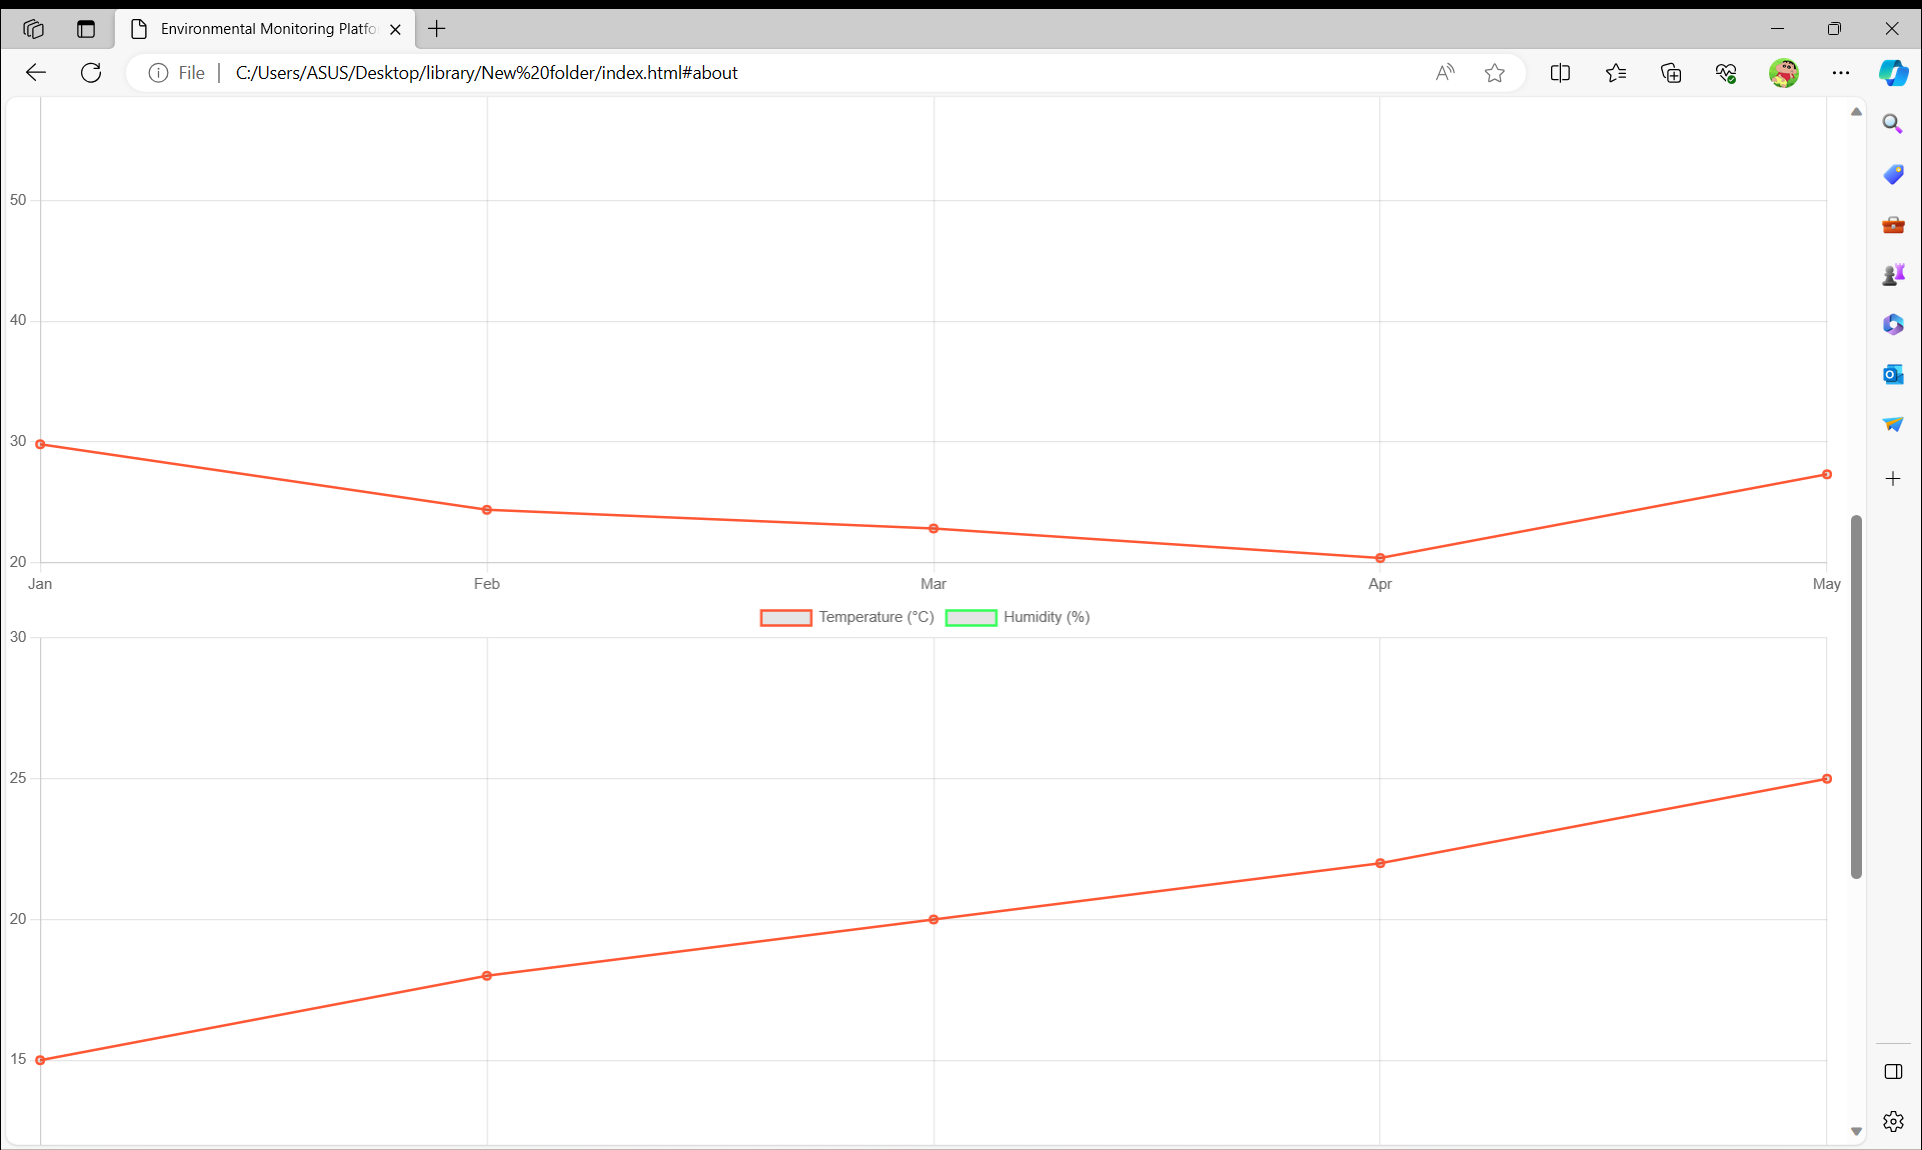 Environmental Monitoring Platfo
File
C:/Users/ASUS/Desktop/library/New%20folder/index.html#about
50
40
30
20
Jan Feb Mar Apr May
Temperature (°C) Humidity (%)
30
25
20
15